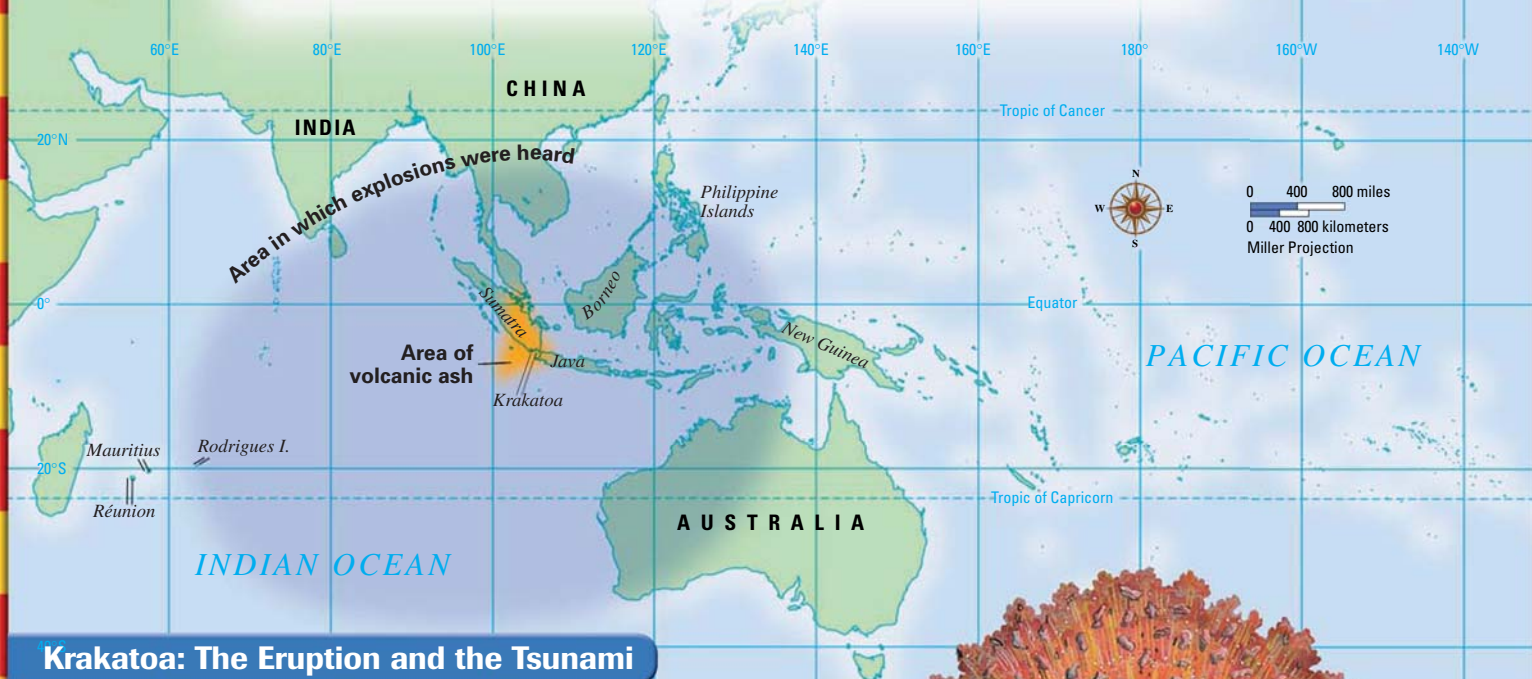 60°E 80°E 100°E 120°E 140°E 160°E 180° 160°W 140°W
CHINA
Tropic of Cancer
INDIA
20°N
Area in which explosions were heard
Philippine
Islands
N
W E
S
0 400 800 miles
0 400 800 kilometers
Miller Projection
0°
Equator
Sumatra
Borneo
New Guinea
PACIFIC OCEAN
Area of
volcanic ash
Java
Krakatoa
Mauritius
Rodrigues I.
20°S
Réunion
Tropic of Capricorn
AUSTRALIA
INDIAN OCEAN
Krakatoa: The Eruption and the Tsunami